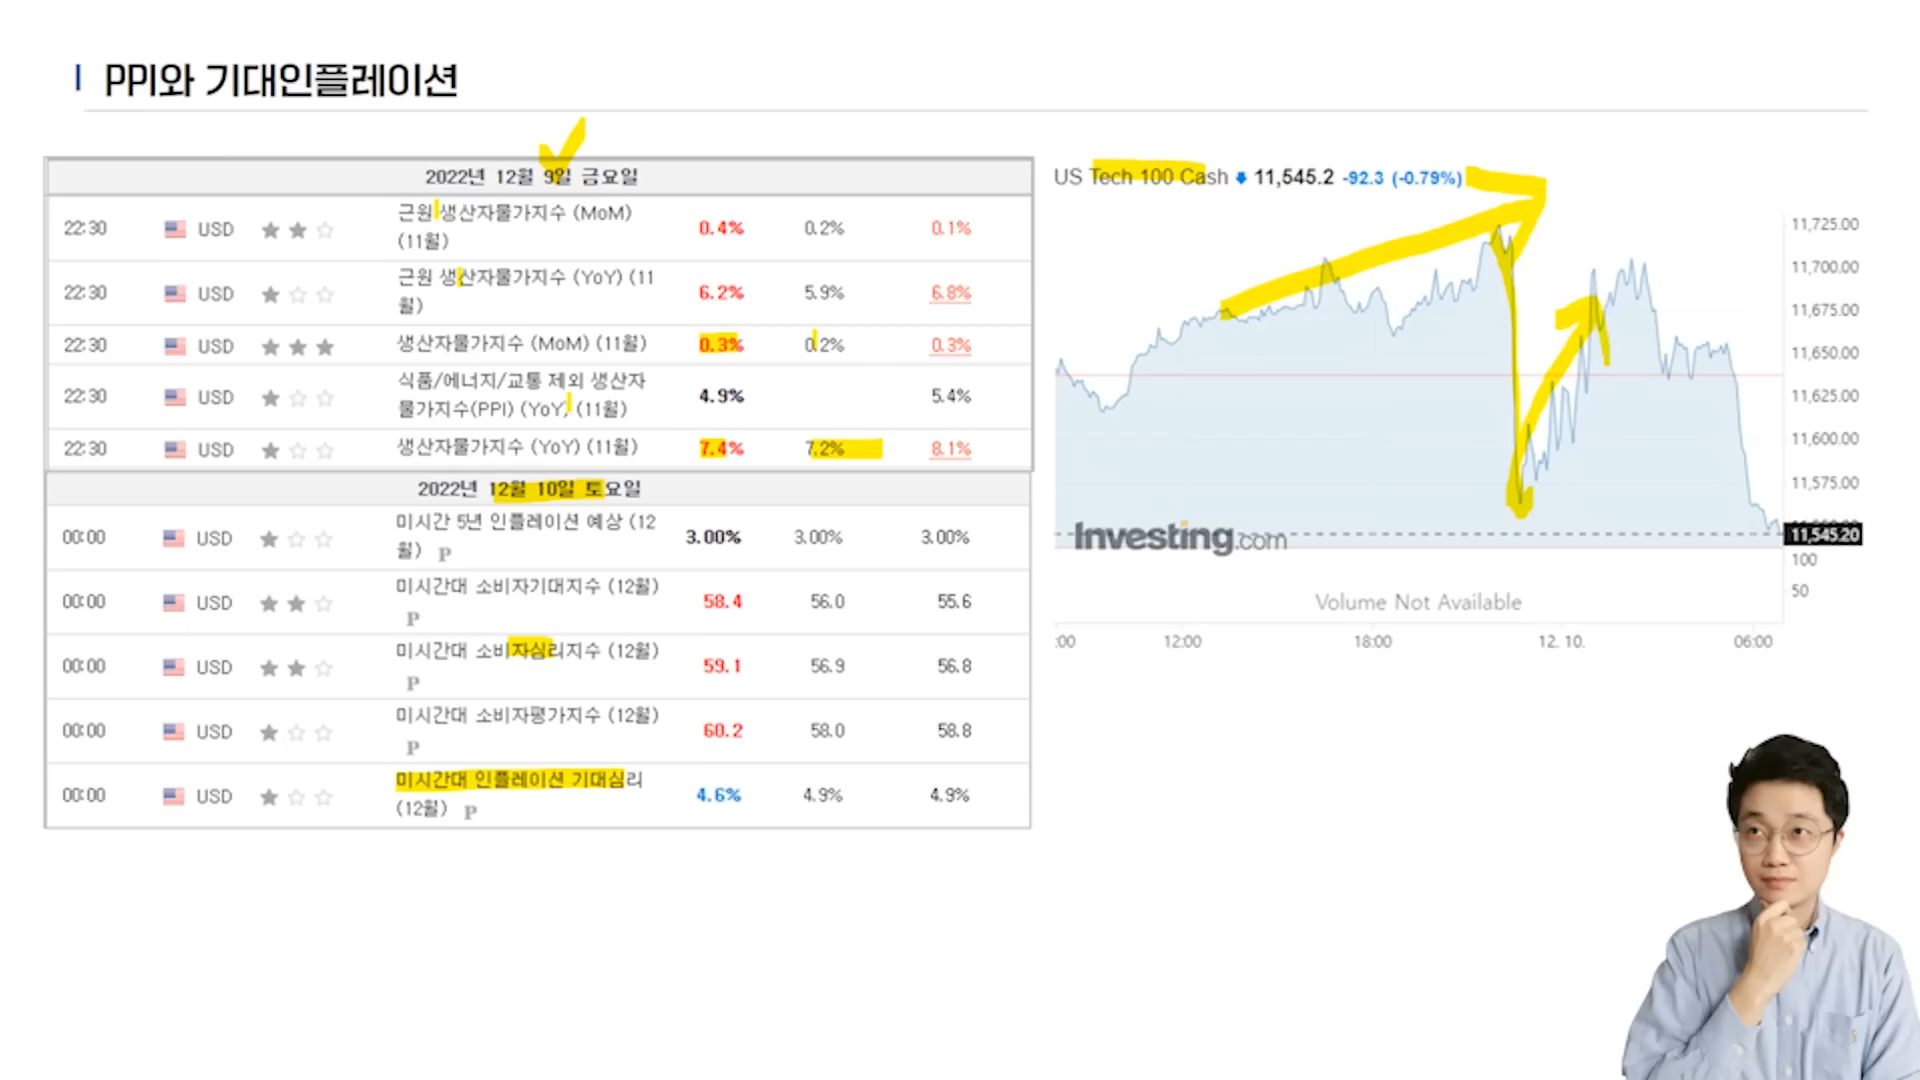 PPI와 기대인플레이션
2022년 12월 9일 금요일
22:30 USD 근원 생산자물가지수 (MoM) (11월) 0.4% 0.2% 0.1%
22:30 USD 근원 생산자물가지수 (YoY) (11월) 6.2% 5.9% 6.8%
22:30 USD 생산자물가지수 (MoM) (11월) 0.3% 0.2% 0.3%
22:30 USD 식품/에너지/교통 제외 생산자물가지수(PPI) (YoY) (11월) 4.9% 5.4%
22:30 USD 생산자물가지수 (YoY) (11월) 7.4% 7.2% 8.1%
2022년 12월 10일 토요일
00:00 USD 미시간 5년 인플레이션 예상 (12월) P 3.00% 3.00% 3.00%
00:00 USD 미시간대 소비자기대지수 (12월) P 58.4 56.0 55.6
00:00 USD 미시간대 소비자심리지수 (12월) P 59.1 56.9 56.8
00:00 USD 미시간대 소비자평가지수 (12월) P 60.2 58.0 58.8
00:00 USD 미시간대 인플레이션 기대심리 (12월) P 4.6% 4.9% 4.9%
US Tech 100 Cash 11,545.2 -92.3 (-0.79%)
11,725.00
11,700.00
11,675.00
11,650.00
11,625.00
11,600.00
11,575.00
11,545.20
100
50
Investing.com
Volume Not Available
:00 12:00 18:00 12. 10. 06:00